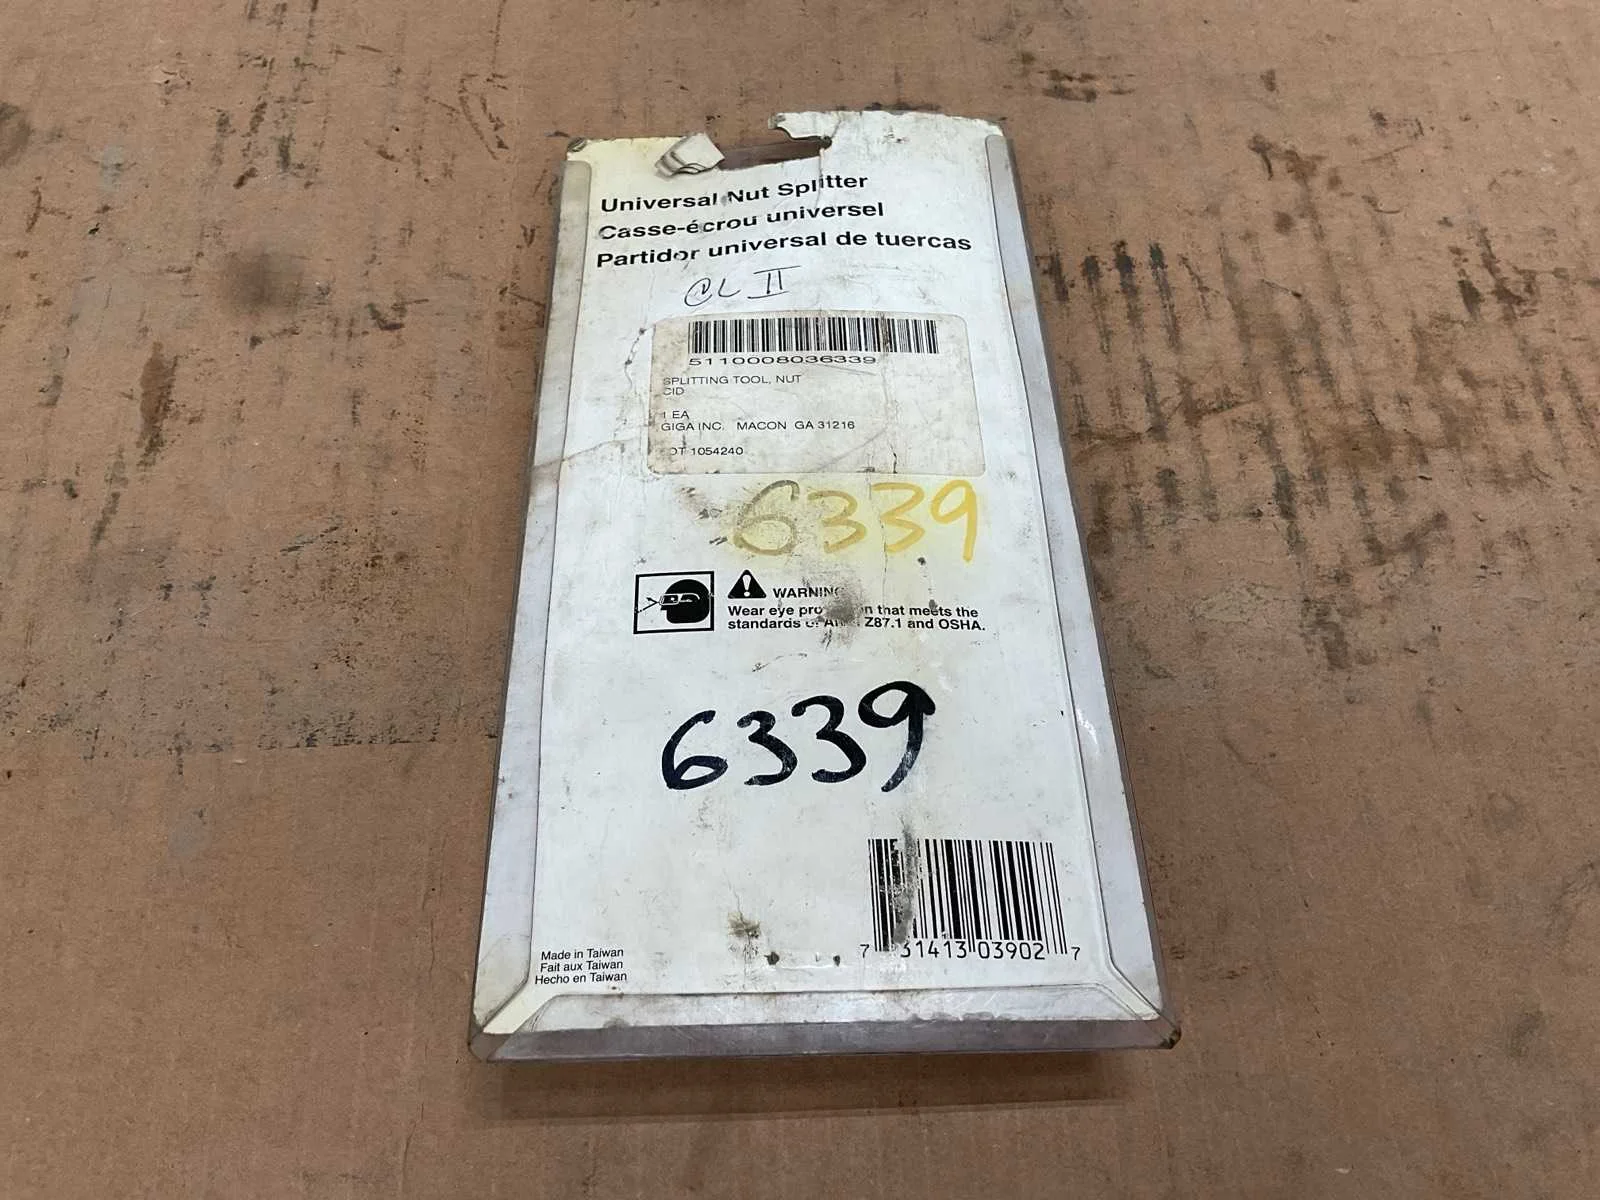 Universal Nut Splitter
Casse-écrou universel
Partidor universal de tuercas
CL II
5110008036339
SPLITTING TOOL, NUT
CID
1 EA
GIGA INC. MACON GA 31216
1054240
6339
WARNING
Wear eye that meets the
standards Z87.1 and OSHA.
6339
7 31413 03902 7
Made in Taiwan
Fait aux Taiwan
Hecho en Taiwan